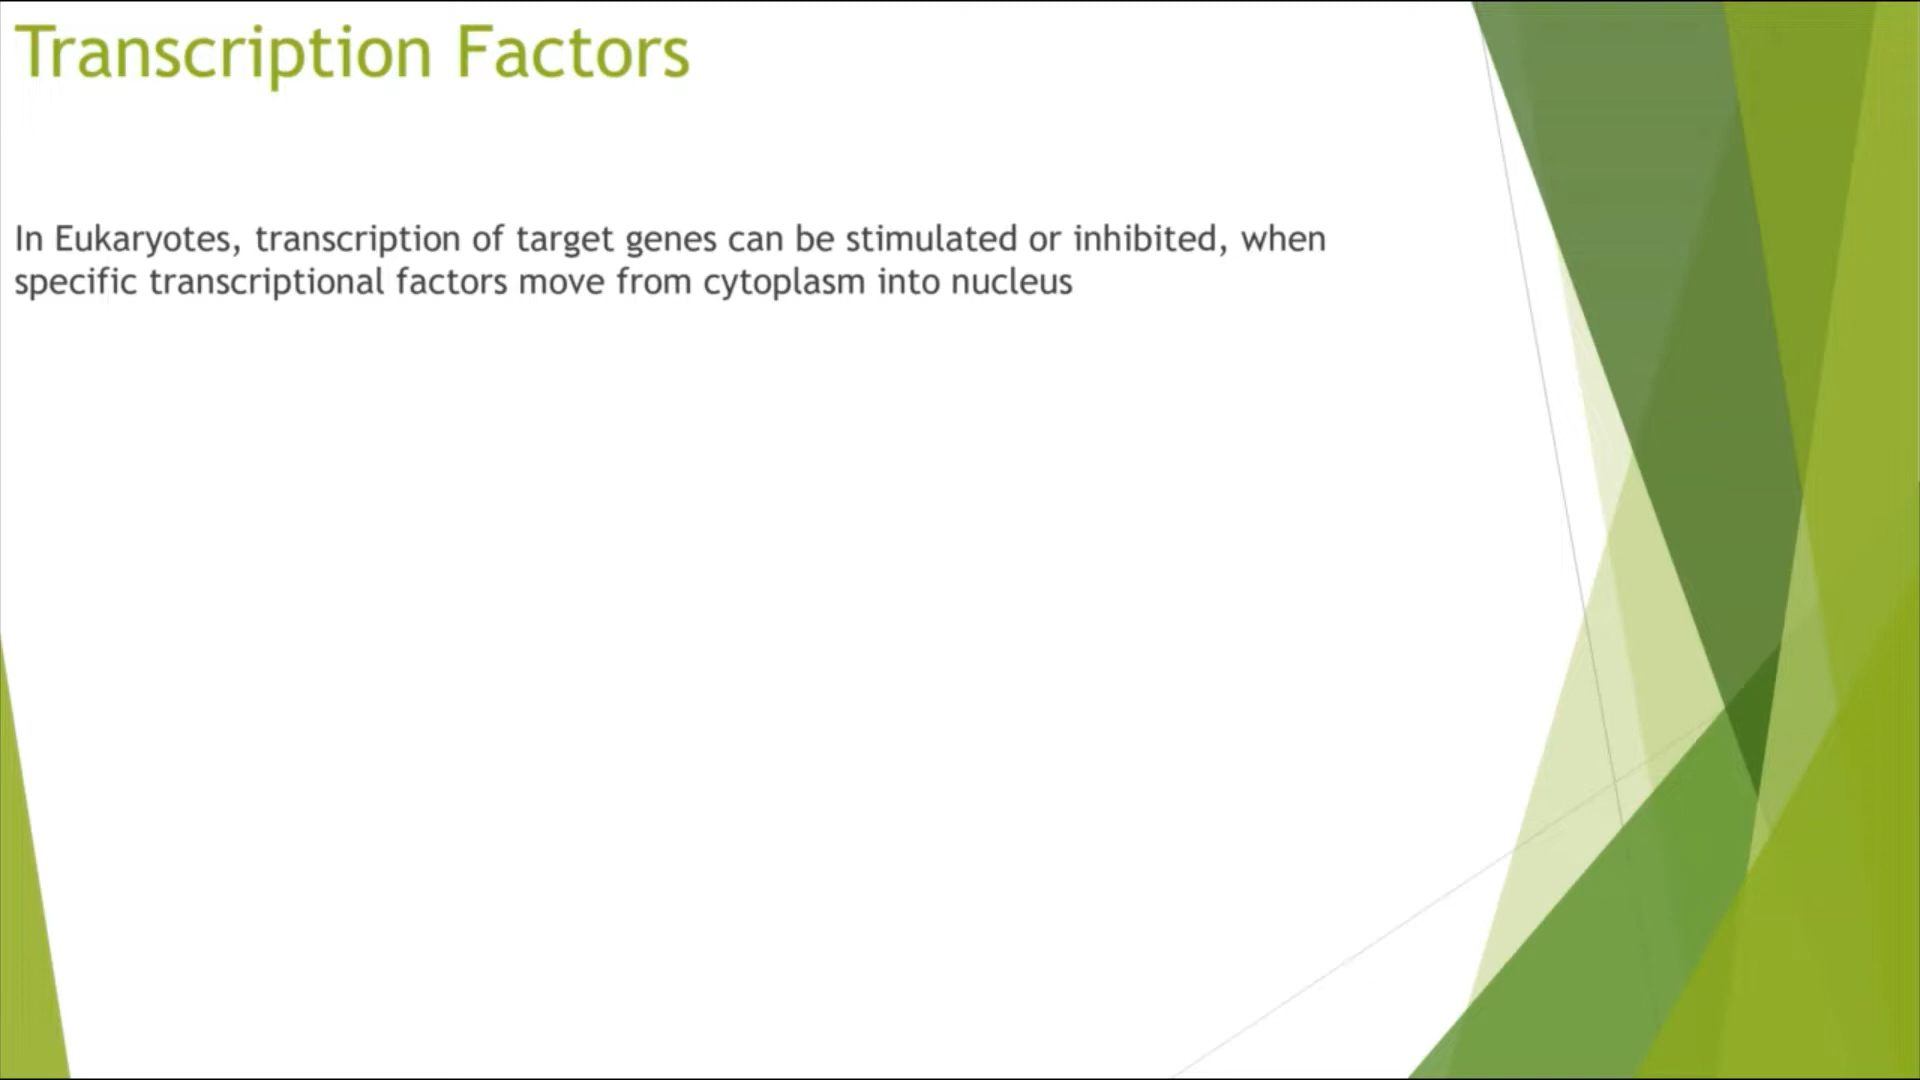 Transcription Factors
In Eukaryotes, transcription of target genes can be stimulated or inhibited, when
specific transcriptional factors move from cytoplasm into nucleus